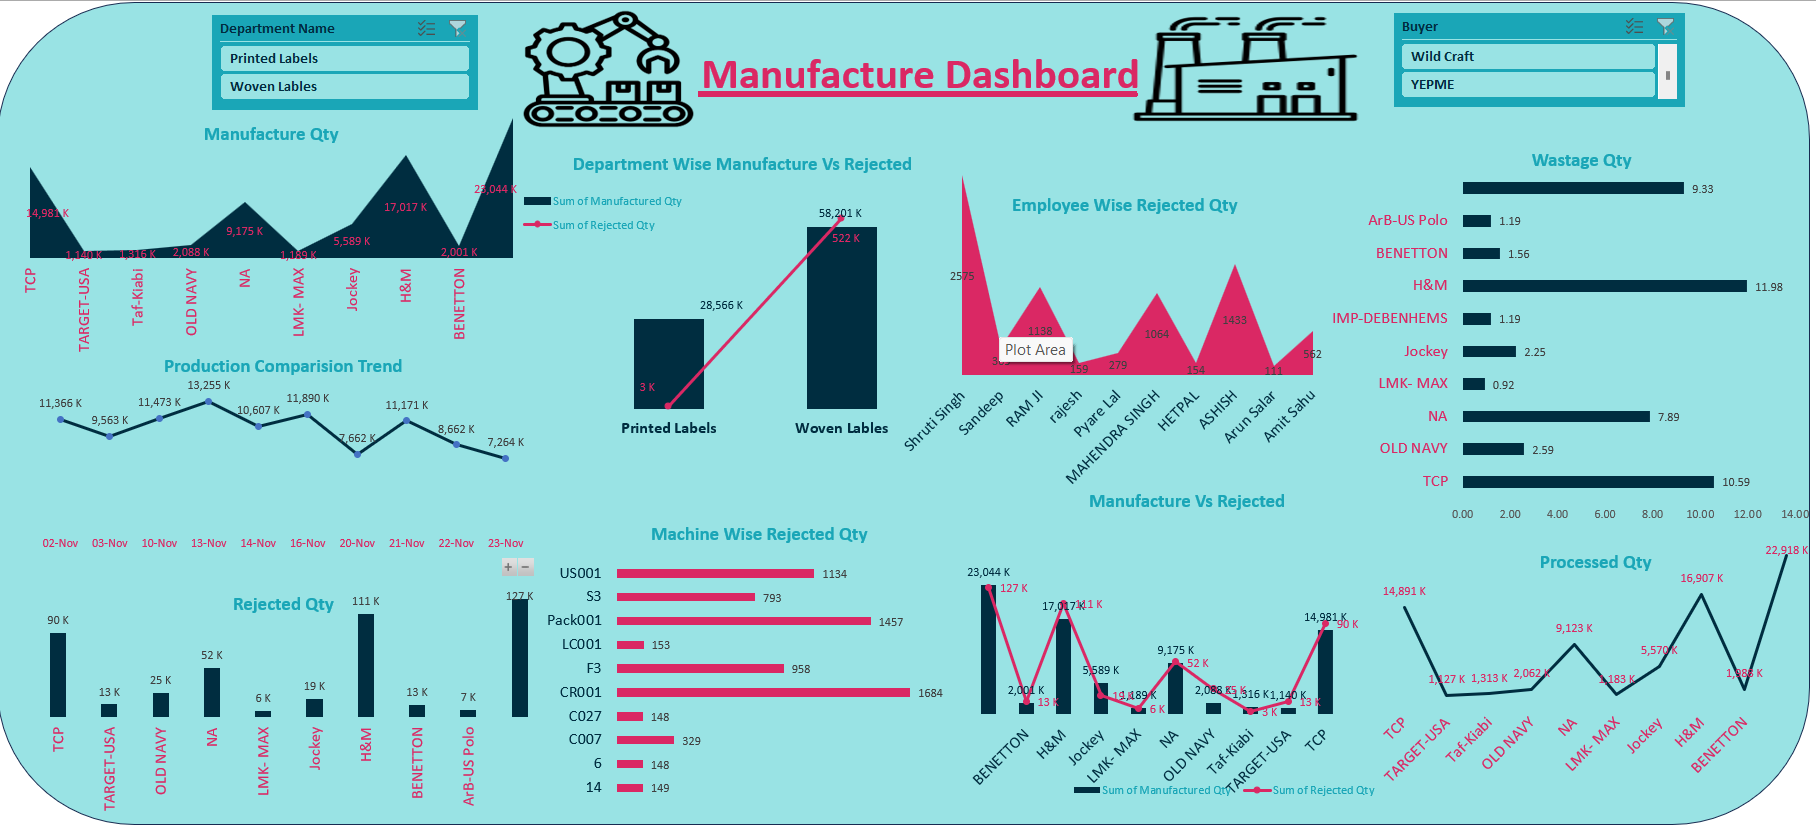 Department Name
Printed Labels
Woven Lables
Manufacture Dashboard
Buyer
Wild Craft
YEPME
Manufacture Qty
14,981 K
1,140 K
1,316 K
2,088 K
9,175 K
1,189 K
5,589 K
17,017 K
2,001 K
23,044 K
TCP
TARGET-USA
Taf-Kiabi
OLD NAVY
NA
LMK- MAX
Jockey
H&M
BENETTON
Department Wise Manufacture Vs Rejected
Sum of Manufactured Qty
Sum of Rejected Qty
58,201 K
522 K
28,566 K
3 K
Printed Labels
Woven Lables
Employee Wise Rejected Qty
2575
1138
159
279
1064
154
1433
111
562
Plot Area
Shruti Singh
Sandeep
RAM JI
rajesh
Pyare Lal
MAHENDRA SINGH
HETPAL
ASHISH
Arun Salar
Amit Sahu
Wastage Qty
9.33
ArB-US Polo
1.19
BENETTON
1.56
H&M
11.98
IMP-DEBENHEMS
1.19
Jockey
2.25
LMK- MAX
0.92
NA
7.89
OLD NAVY
2.59
TCP
10.59
0.00 2.00 4.00 6.00 8.00 10.00 12.00 14.00
Production Comparision Trend
11,366 K
9,563 K
11,473 K
13,255 K
10,607 K
11,890 K
7,662 K
11,171 K
8,662 K
7,264 K
02-Nov 03-Nov 10-Nov 13-Nov 14-Nov 16-Nov 20-Nov 21-Nov 22-Nov 23-Nov
Rejected Qty
90 K
13 K
25 K
52 K
6 K
19 K
111 K
13 K
7 K
127 K
TCP
TARGET-USA
OLD NAVY
NA
LMK- MAX
Jockey
H&M
BENETTON
ArB-US Polo
Machine Wise Rejected Qty
US001
1134
S3
793
Pack001
1457
LC001
153
F3
958
CR001
1684
C027
148
C007
329
6
148
14
149
Manufacture Vs Rejected
23,044 K
127 K
2,001 K
13 K
17,017 K
111 K
5,589 K
19 K
1,189 K
6 K
9,175 K
52 K
2,088 K
25 K
1,316 K
3 K
1,140 K
13 K
14,981 K
90 K
BENETTON
H&M
Jockey
LMK- MAX
NA
OLD NAVY
Taf-Kiabi
TARGET-USA
TCP
Sum of Manufactured Qty
Sum of Rejected Qty
Processed Qty
14,891 K
1,127 K
1,313 K
2,062 K
9,123 K
1,183 K
5,570 K
16,907 K
1,983 K
22,918 K
TCP
TARGET-USA
Taf-Kiabi
OLD NAVY
NA
LMK- MAX
Jockey
H&M
BENETTON